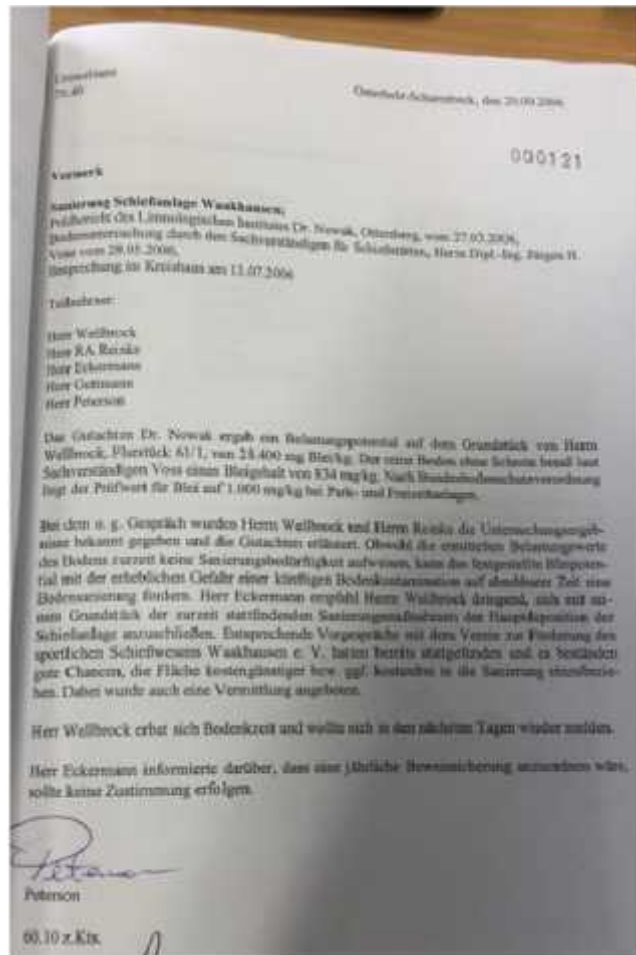 Umweltamt
70.40
Osterholz-Scharmbeck, den 20.09.2006
000121
Vermerk
Sanierung Schießanlage Waakhausen;
Prüfbericht des Limnologischen Institutes Dr. Nowak, Ottersberg, vom 27.03.2006,
Bodenuntersuchung durch den Sachverständigen für Schießstätten, Herrn Dipl.-Ing. Jürgen H.
Voss vom 28.05.2006,
Besprechung im Kreishaus am 13.07.2006
Teilnehmer:
Herr Wellbrock
Herr RA Reinke
Herr Eckermann
Herr Gottmann
Herr Peterson
Das Gutachten Dr. Nowak ergab ein Belastungspotential auf dem Grundstück von Herrn
Wellbrock, Flurstück 61/1, von 28.400 mg Blei/kg. Der reine Boden ohne Schrote besaß laut
Sachverständigen Voss einen Bleigehalt von 834 mg/kg. Nach Bundesbodenschutzverordnung
liegt der Prüfwert für Blei auf 1.000 mg/kg bei Park- und Freizeitanlagen.
Bei dem o. g. Gespräch wurden Herrn Wellbrock und Herrn Reinke die Untersuchungsergeb-
nisse bekannt gegeben und die Gutachten erläutert. Obwohl die ermittelten Belastungswerte
des Bodens zurzeit keine Sanierungsbedürftigkeit aufweisen, kann das festgestellte Bleipoten-
tial mit der erheblichen Gefahr einer künftigen Bodenkontamination auf absehbarer Zeit eine
Bodensanierung fordern. Herr Eckermann empfahl Herrn Wellbrock dringend, sich mit sei-
nem Grundstück der zurzeit stattfindenden Sanierungsmaßnahmen der Hauptdeposition der
Schießanlage anzuschließen. Entsprechende Vorgespräche mit dem Verein zur Förderung des
sportlichen Schießwesens Waakhausen e. V. hätten bereits stattgefunden und es bestünden
gute Chancen, die Fläche kostengünstiger bzw. ggf. kostenfrei in die Sanierung einzubezie-
hen. Dabei wurde auch eine Vermittlung angeboten.
Herr Wellbrock erbat sich Bedenkzeit und wollte sich in den nächsten Tagen wieder melden.
Herr Eckermann informierte darüber, dass eine jährliche Beweissicherung anzuordnen wäre,
sollte keine Zustimmung erfolgen.
Peterson
Peterson
60.10 z.Kts.